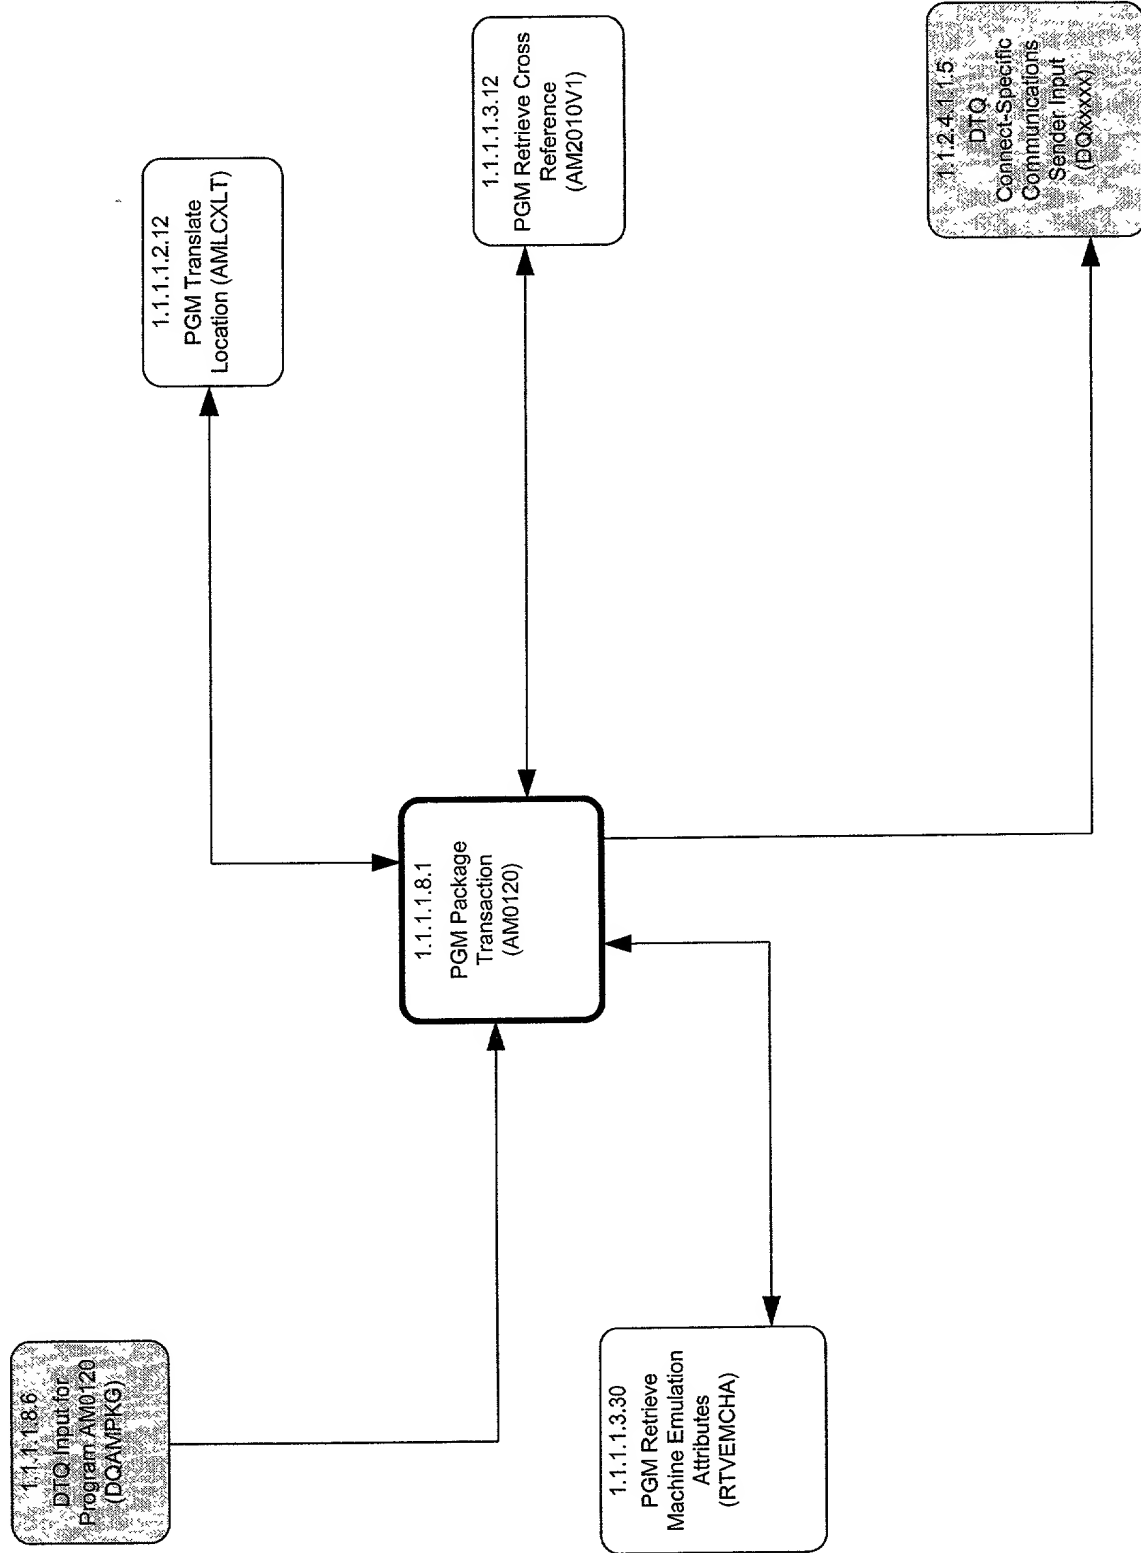 1.1.1.1.8.6
DTQ Input for
Program AM0120
(DQAMPKG)
1.1.1.1.3.30
PGM Retrieve
Machine Emulation
Attributes
(RTVEMCHA)
1.1.1.1.8.1
PGM Package
Transaction
(AM0120)
1.1.1.1.2.12
PGM Translate
Location (AMLCXLT)
1.1.1.1.3.12
PGM Retrieve Cross
Reference
(AM2010V1)
1.1.2.4.1.1.5
DTQ
Connect-Specific
Communications
Sender Input
(DQxxxxx)